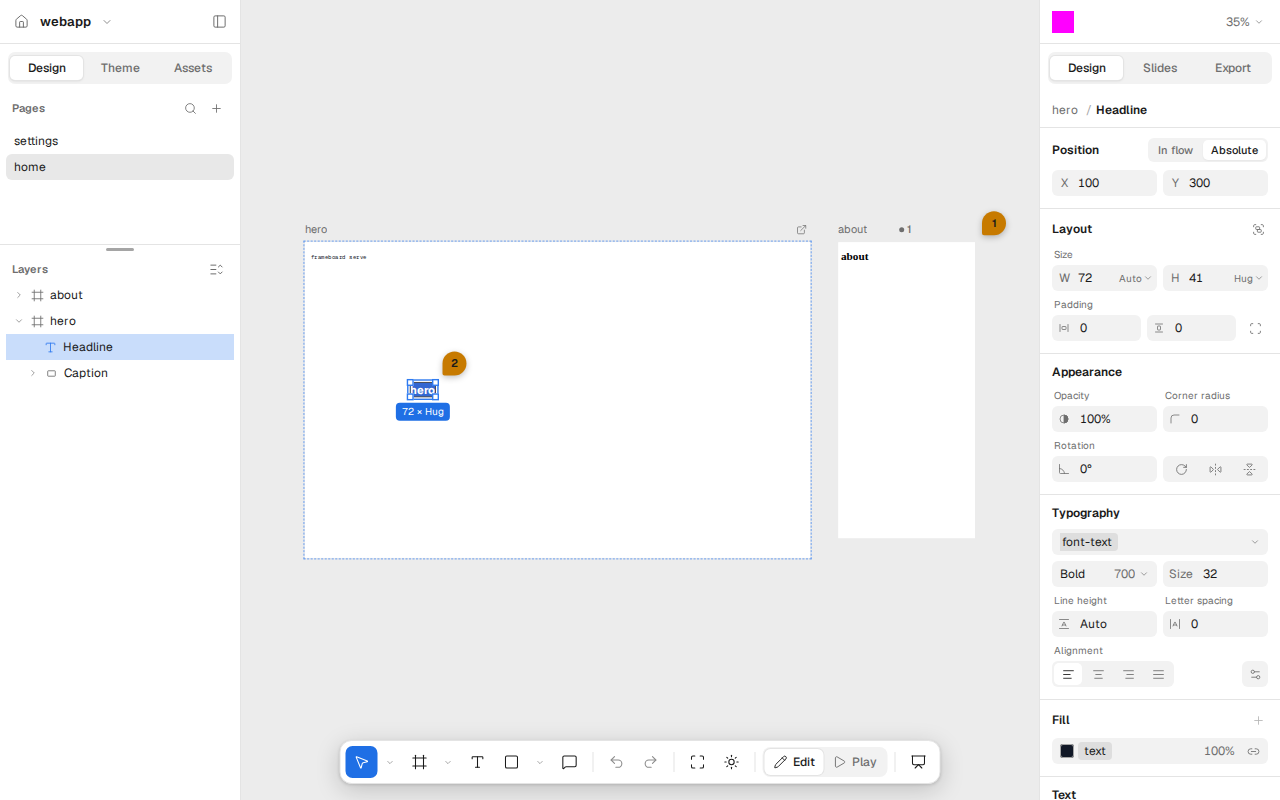 webapp
Design
Theme
Assets
Pages
settings
home
Layers
about
hero
Headline
Caption
hero
frameboard serve
hero
2
72 × Hug
about
1
1
about
Edit
Play
35%
Design
Slides
Export
hero / Headline
Position
In flow
Absolute
X 100
Y 300
Layout
Size
W 72 Auto
H 41 Hug
Padding
0
0
Appearance
Opacity
Corner radius
100%
0
Rotation
0°
Typography
font-text
Bold 700
Size 32
Line height
Letter spacing
Auto
0
Alignment
Fill
text 100%
Text